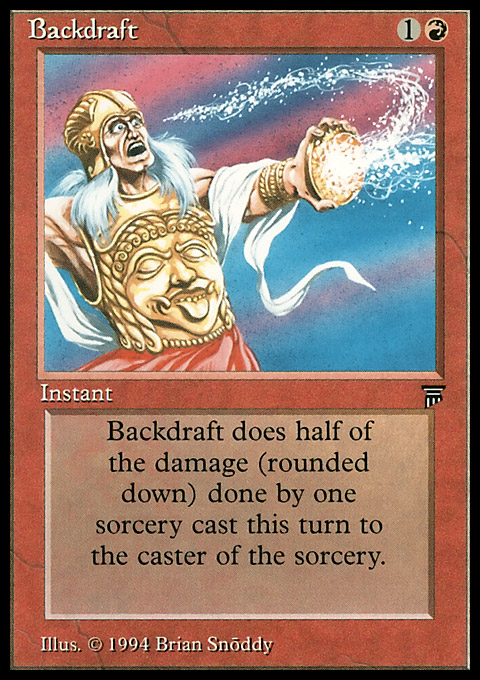 Backdraft 1
Instant
Backdraft does half of
the damage (rounded
down) done by one
sorcery cast this turn to
the caster of the sorcery.
Illus. © 1994 Brian Snōddy